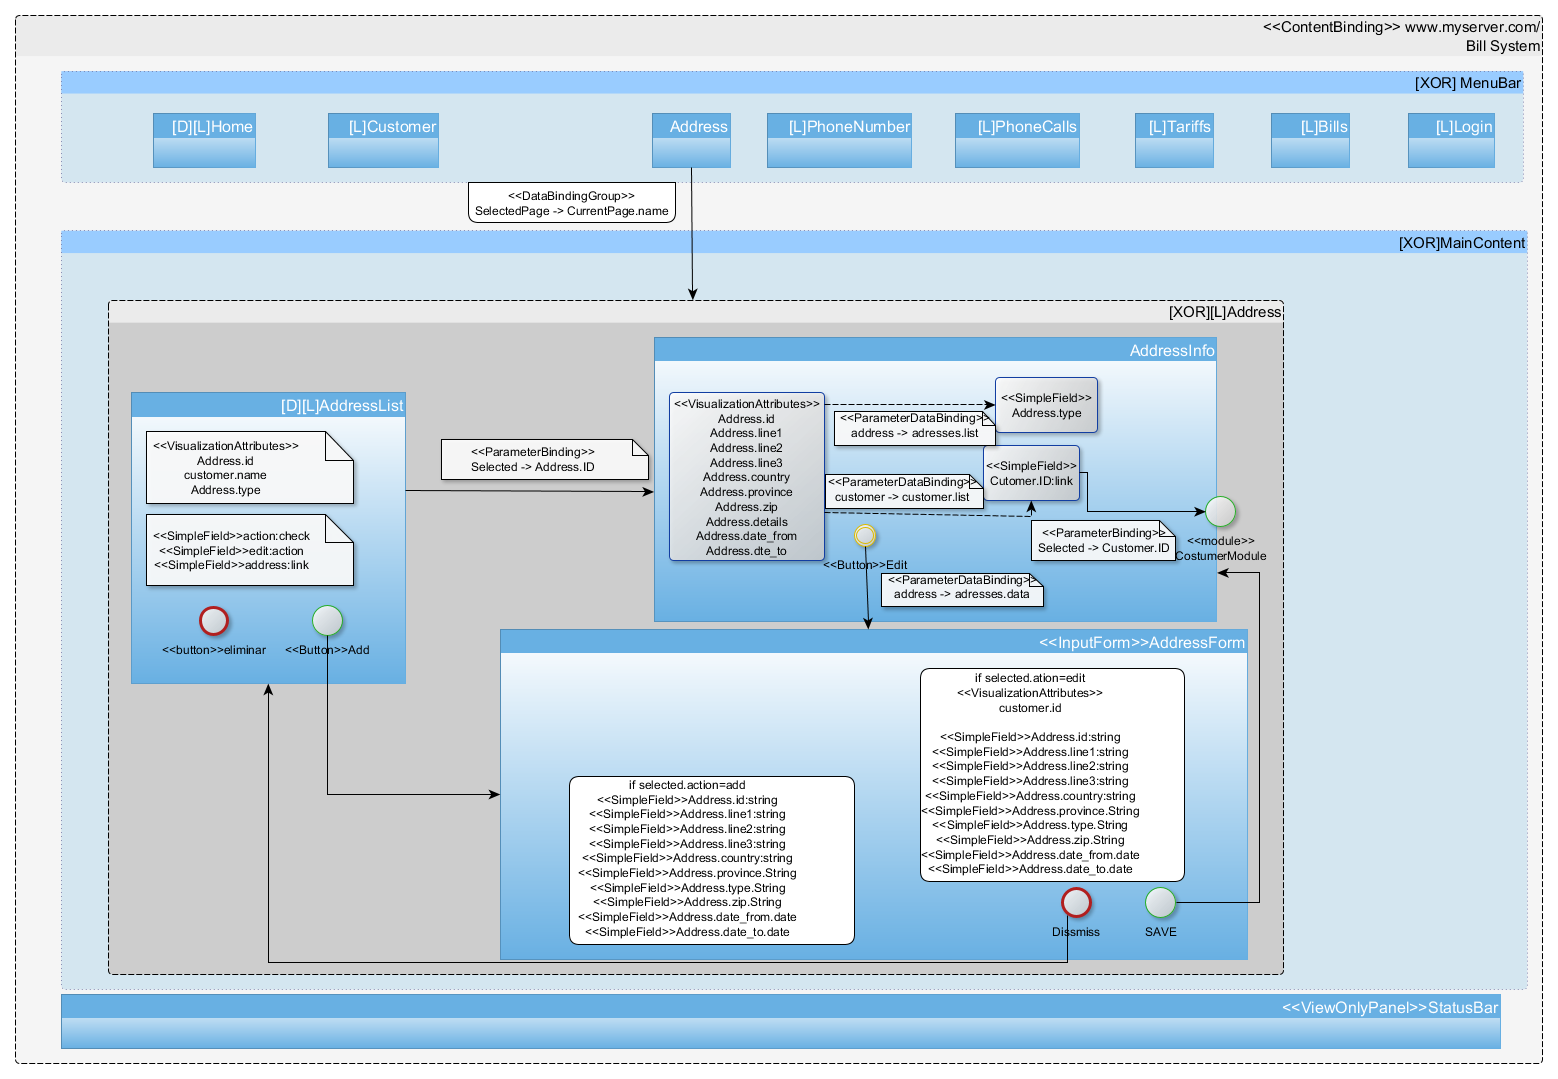 <<ContentBinding>> www.myserver.com/
Bill System
[XOR] MenuBar
[D][L]Home
[L]Customer
Address
[L]PhoneNumber
[L]PhoneCalls
[L]Tariffs
[L]Bills
[L]Login
<<DataBindingGroup>>
SelectedPage -> CurrentPage.name
[XOR]MainContent
[XOR][L]Address
[D][L]AddressList
<<VisualizationAttributes>>
Address.id
customer.name
Address.type
<<SimpleField>>action:check
<<SimpleField>>edit:action
<<SimpleField>>address:link
<<button>>eliminar
<<Button>>Add
<<ParameterBinding>>
Selected -> Address.ID
AddressInfo
<<VisualizationAttributes>>
Address.id
Address.line1
Address.line2
Address.line3
Address.country
Address.province
Address.zip
Address.details
Address.date_from
Address.dte_to
<<ParameterDataBinding>>
address -> adresses.list
<<SimpleField>>
Address.type
<<ParameterDataBinding>>
customer -> customer.list
<<SimpleField>>
Cutomer.ID:link
<<ParameterBinding>>
Selected -> Customer.ID
<<module>>
CostumerModule
<<Button>>Edit
<<ParameterDataBinding>>
address -> adresses.data
<<InputForm>>AddressForm
if selected.action=add
<<SimpleField>>Address.id:string
<<SimpleField>>Address.line1:string
<<SimpleField>>Address.line2:string
<<SimpleField>>Address.line3:string
<<SimpleField>>Address.country:string
<<SimpleField>>Address.province.String
<<SimpleField>>Address.type.String
<<SimpleField>>Address.zip.String
<<SimpleField>>Address.date_from.date
<<SimpleField>>Address.date_to.date
if selected.ation=edit
<<VisualizationAttributes>>
customer.id
<<SimpleField>>Address.id:string
<<SimpleField>>Address.line1:string
<<SimpleField>>Address.line2:string
<<SimpleField>>Address.line3:string
<<SimpleField>>Address.country:string
<<SimpleField>>Address.province.String
<<SimpleField>>Address.type.String
<<SimpleField>>Address.zip.String
<<SimpleField>>Address.date_from.date
<<SimpleField>>Address.date_to.date
Dissmiss
SAVE
<<ViewOnlyPanel>>StatusBar